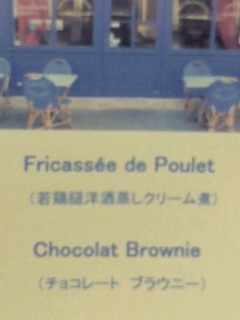 Fricassée de Poulet
(若鶏腿洋酒蒸しクリーム煮)
Chocolat Brownie
(チョコレート ブラウニー)